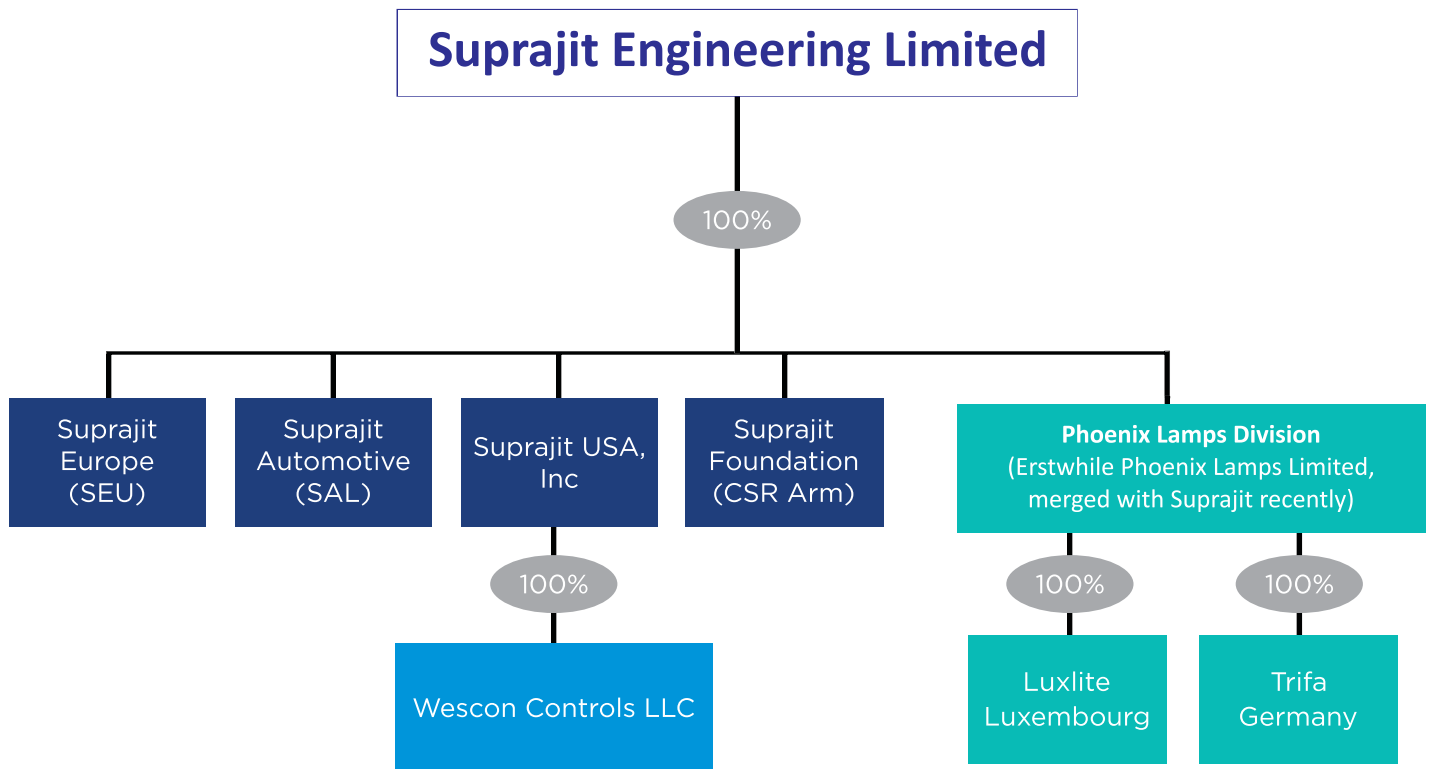 Suprajit Engineering Limited
100%
Suprajit
Europe
(SEU)
Suprajit
Automotive
(SAL)
Suprajit USA,
Inc
Suprajit
Foundation
(CSR Arm)
Phoenix Lamps Division
(Erstwhile Phoenix Lamps Limited,
merged with Suprajit recently)
100%
100%
100%
Wescon Controls LLC
Luxlite
Luxembourg
Trifa
Germany